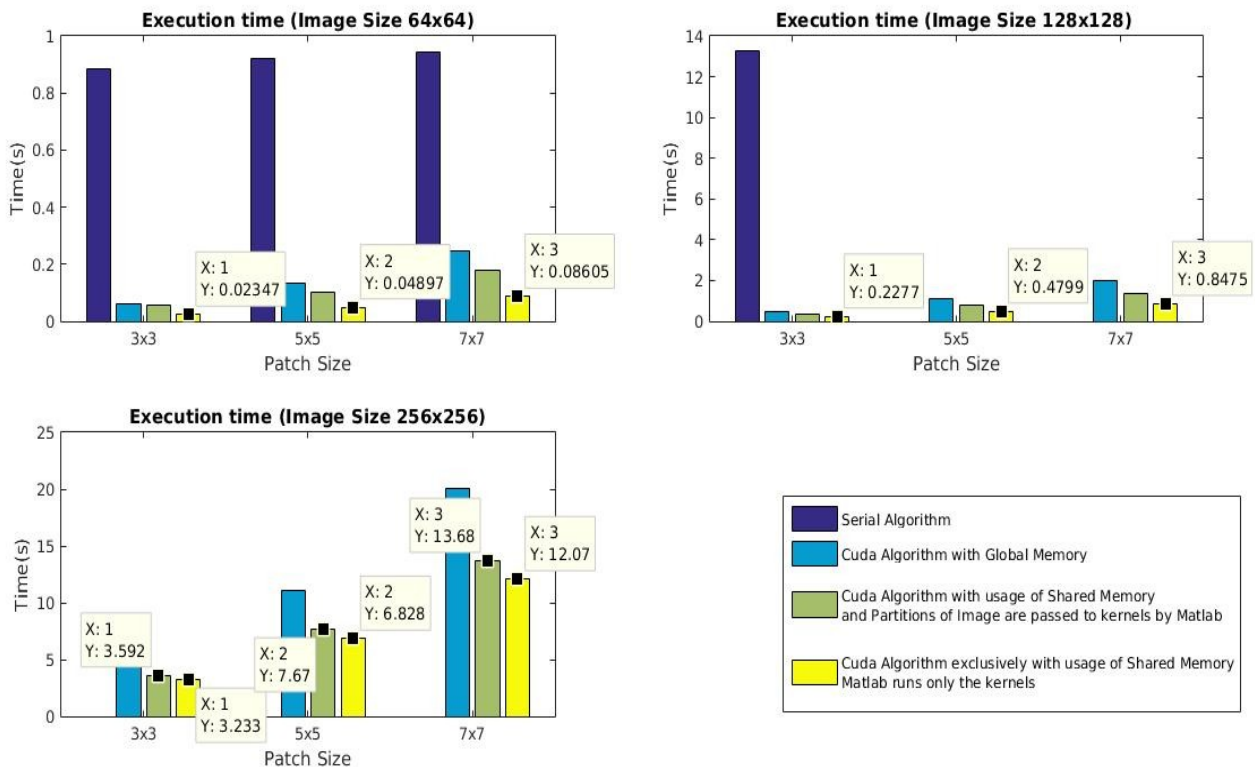 Execution time (Image Size 64x64)
Time(s)
1
0.8
0.6
0.4
0.2
0
X: 1
Y: 0.02347
X: 2
Y: 0.04897
X: 3
Y: 0.08605
3x3
5x5
7x7
Patch Size
Execution time (Image Size 128x128)
Time(s)
14
12
10
8
6
4
2
0
X: 1
Y: 0.2277
X: 2
Y: 0.4799
X: 3
Y: 0.8475
3x3
5x5
7x7
Patch Size
Execution time (Image Size 256x256)
Time(s)
25
20
15
10
5
0
X: 1
Y: 3.592
X: 1
Y: 3.233
X: 2
Y: 7.67
X: 2
Y: 6.828
X: 3
Y: 13.68
X: 3
Y: 12.07
3x3
5x5
7x7
Patch Size
Serial Algorithm
Cuda Algorithm with Global Memory
Cuda Algorithm with usage of Shared Memory
and Partitions of Image are passed to kernels by Matlab
Cuda Algorithm exclusively with usage of Shared Memory
Matlab runs only the kernels